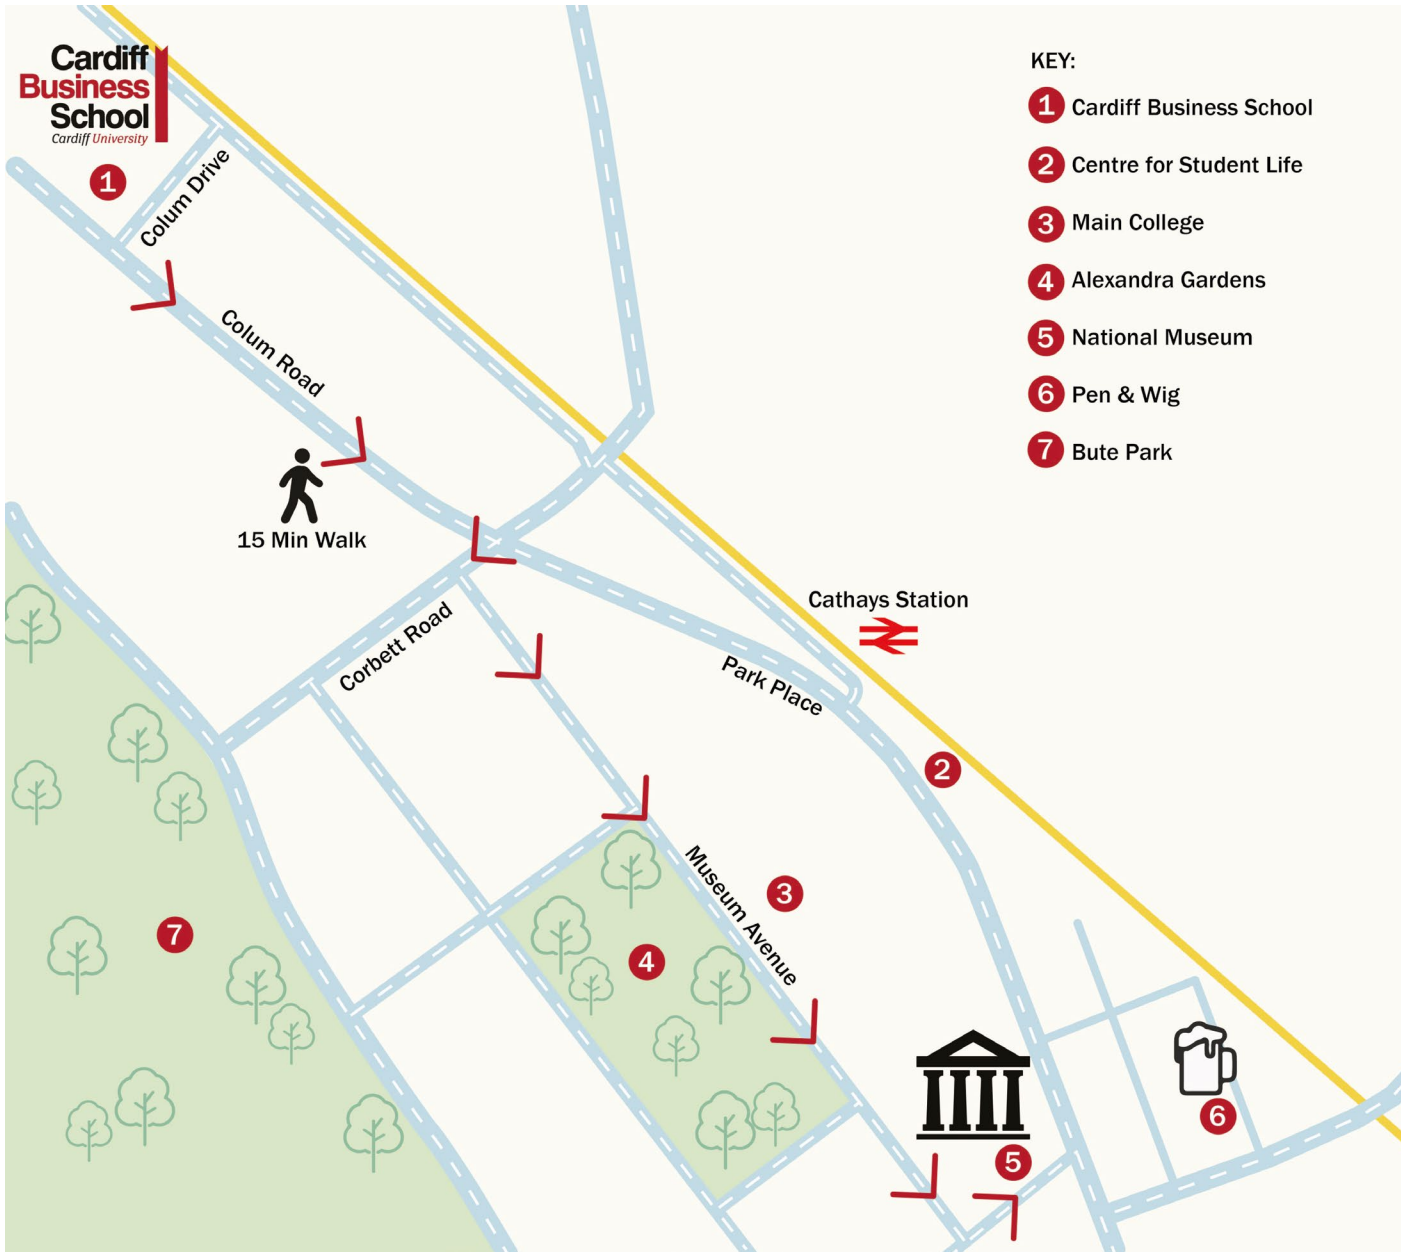 Cardiff
Business
School
Cardiff University
1
Colum Drive
Colum Road
15 Min Walk
Corbett Road
Cathays Station
Park Place
2
Museum Avenue
3
4
7
5
6
KEY:
1 Cardiff Business School
2 Centre for Student Life
3 Main College
4 Alexandra Gardens
5 National Museum
6 Pen & Wig
7 Bute Park